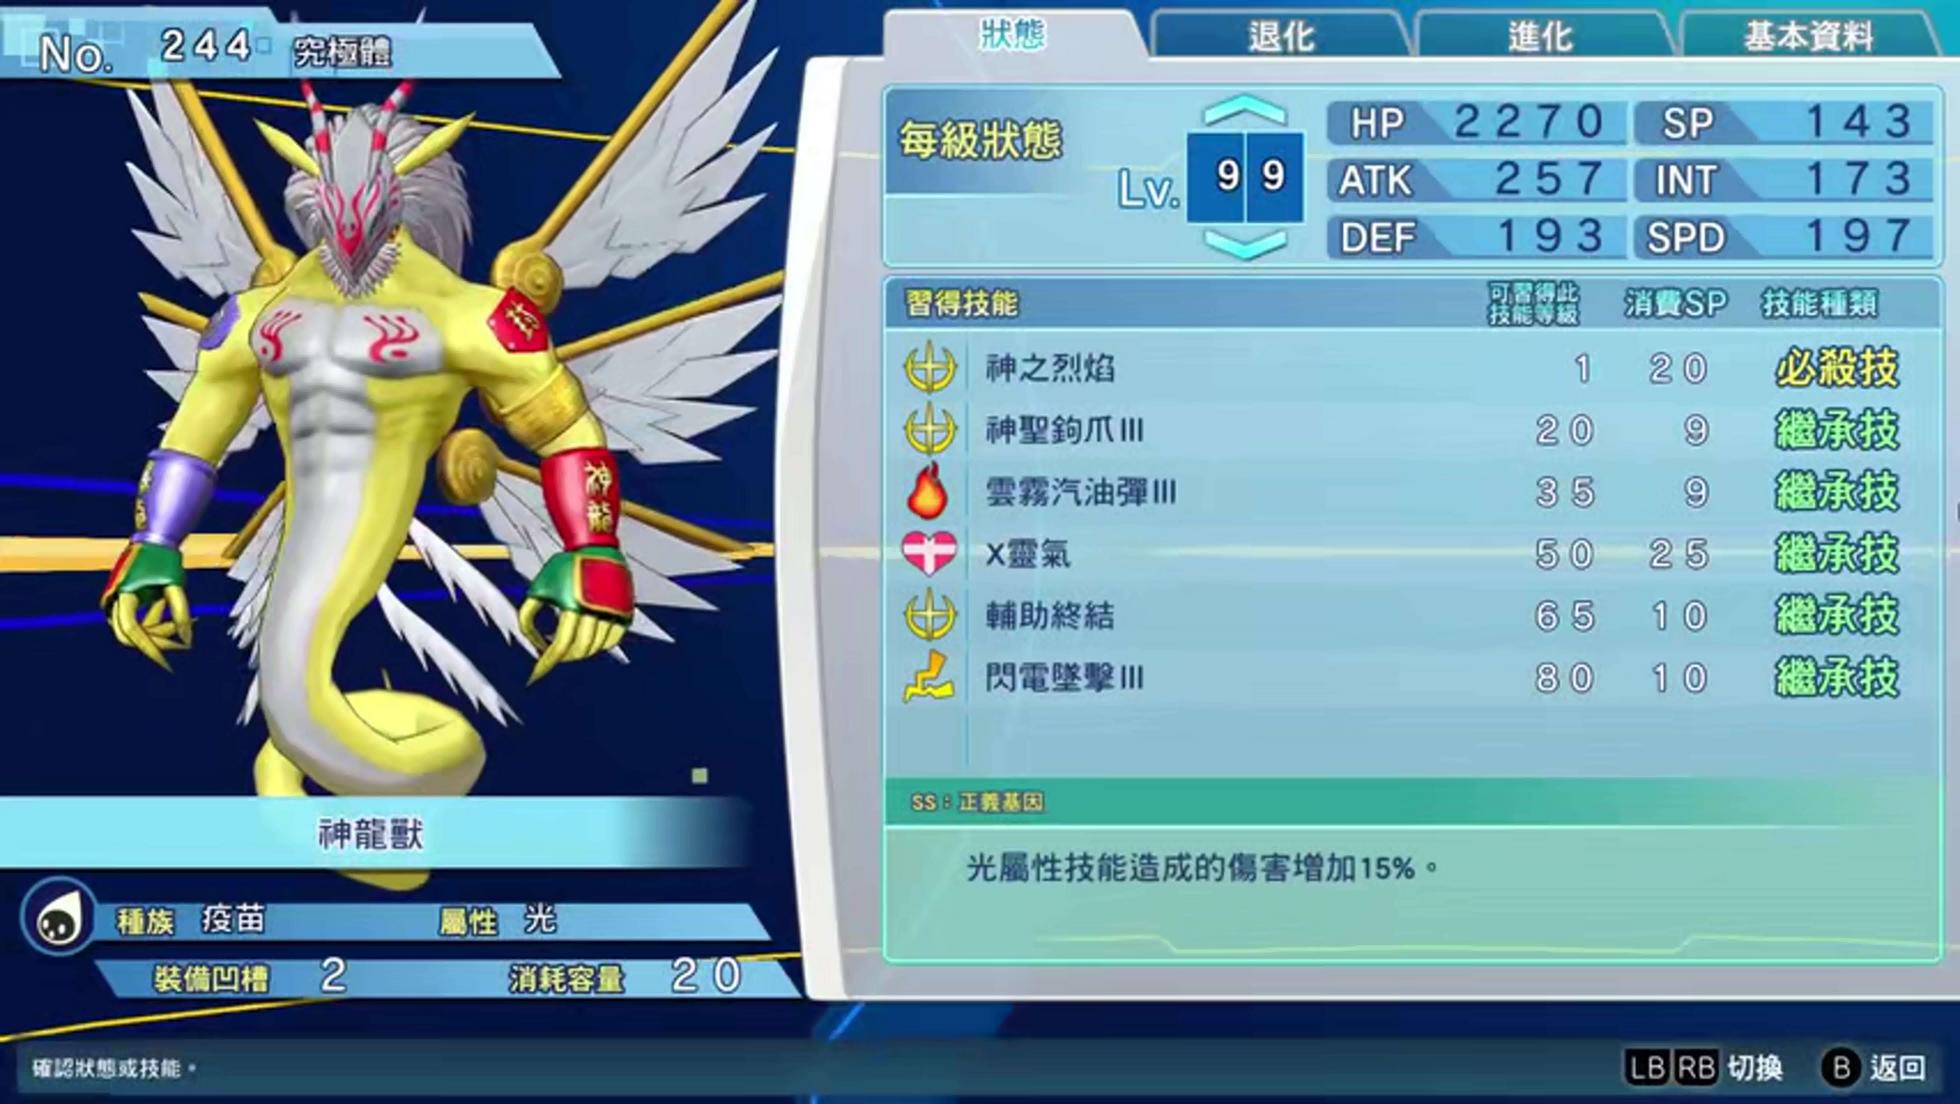 No. 244 究極體
狀態
退化
進化
基本資料
每級狀態
Lv. 99
HP 2270
SP 143
ATK 257
INT 173
DEF 193
SPD 197
習得技能 可習得此技能等級 消費SP 技能種類
神之烈焰 1 20 必殺技
神聖鉤爪III 20 9 繼承技
雲霧汽油彈III 35 9 繼承技
X靈氣 50 25 繼承技
輔助終結 65 10 繼承技
閃電墜擊III 80 10 繼承技
SS：正義基因
光屬性技能造成的傷害增加15%。
神龍
神龍獸
種族 疫苗 屬性 光
裝備凹槽 2 消耗容量 20
確認狀態或技能。
LB RB 切換 B 返回